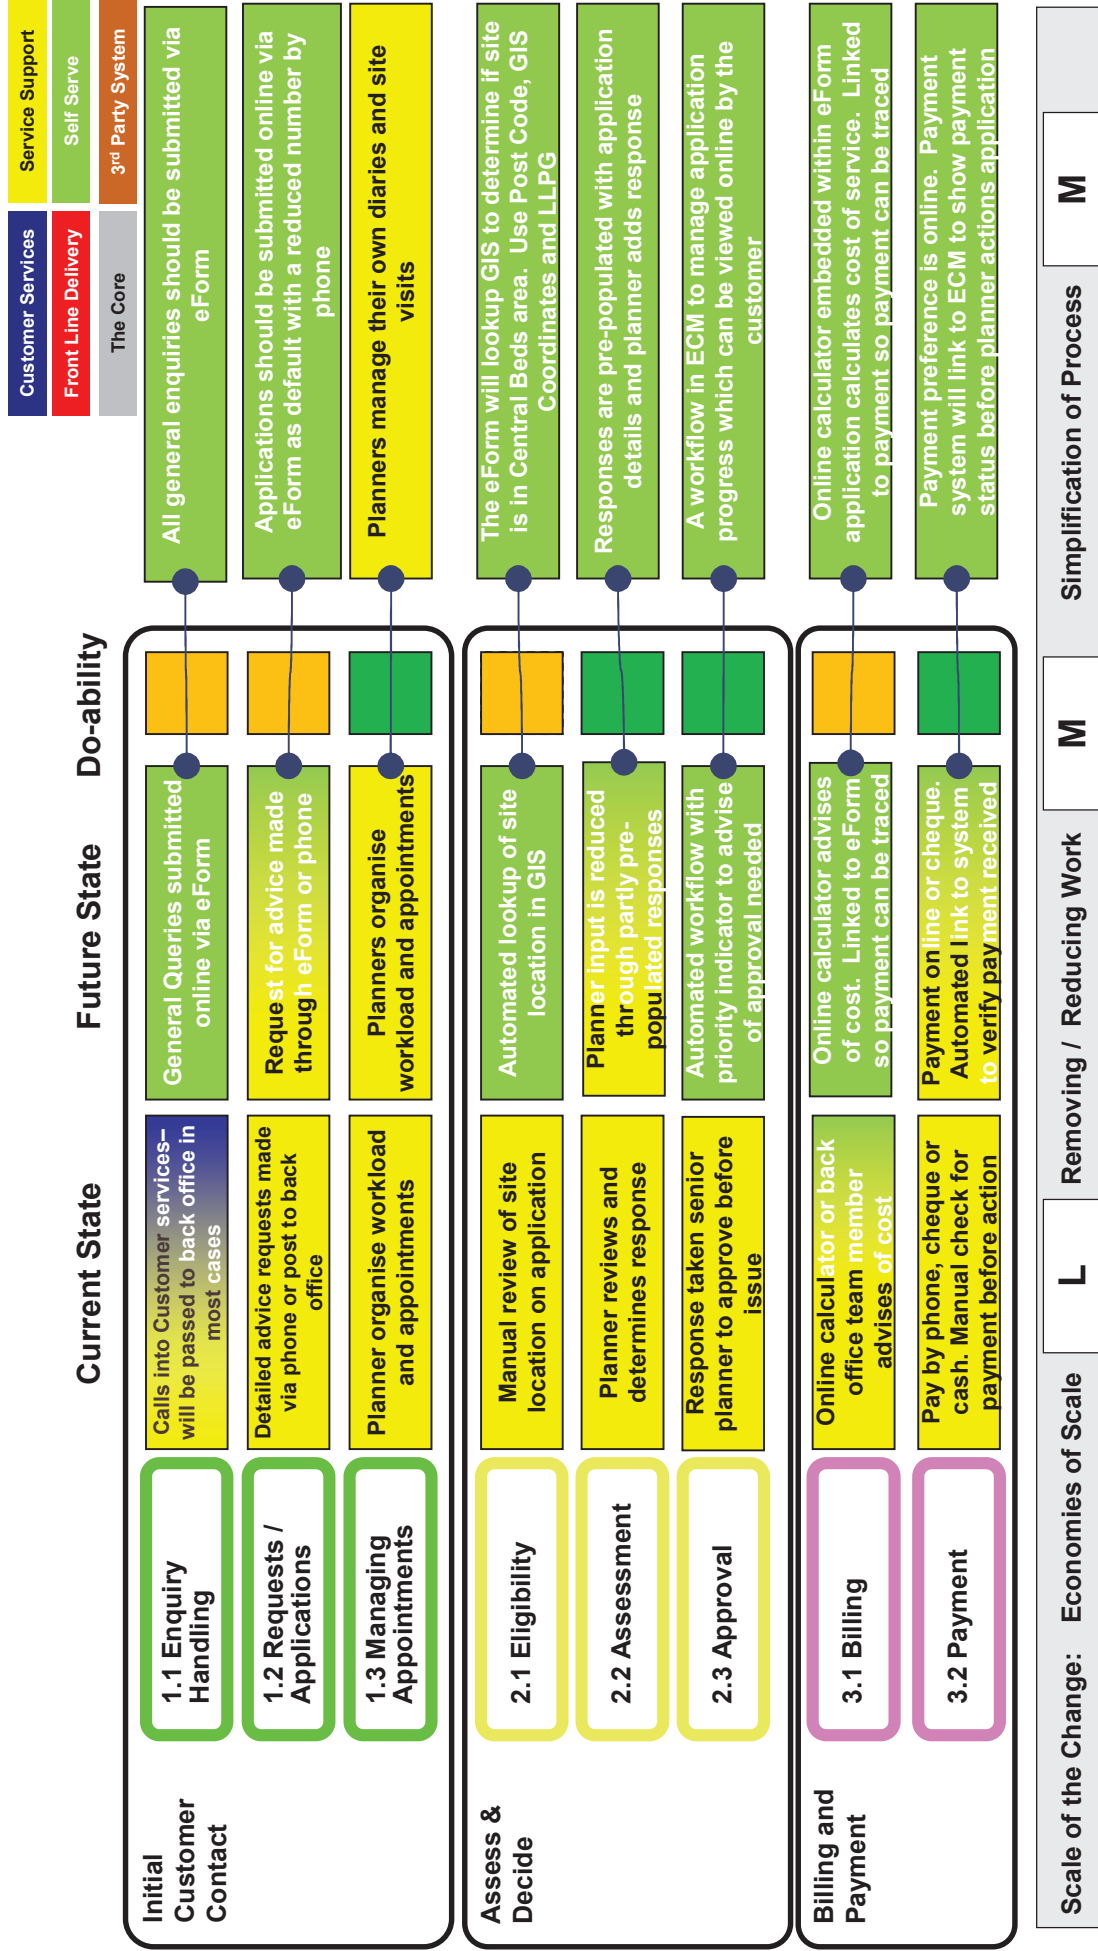 Customer Services
Service Support
Front Line Delivery
Self Serve
The Core
3rd Party System
Current State
Future State
Do-ability
Initial
Customer
Contact
1.1 Enquiry
Handling
Calls into Customer services–
will be passed to back office in
most cases
General Queries submitted
online via eForm
All general enquiries should be submitted via
eForm
1.2 Requests /
Applications
Detailed advice requests made
via phone or post to back
office
Request for advice made
through eForm or phone
Applications should be submitted online via
eForm as default with a reduced number by
phone
1.3 Managing
Appointments
Planner organise workload
and appointments
Planners organise
workload and appointments
Planners manage their own diaries and site
visits
Assess &
Decide
2.1 Eligibility
Manual review of site
location on application
Automated lookup of site
location in GIS
The eForm will lookup GIS to determine if site
is in Central Beds area.  Use Post Code, GIS
Coordinates and LLPG
2.2 Assessment
Planner reviews and
determines response
Planner input is reduced
through partly pre-
populated responses
Responses are pre-populated with application
details and planner adds response
2.3 Approval
Response taken senior
planner to approve before
issue
Automated workflow with
priority indicator to advise
of approval needed
A workflow in ECM to manage application
progress which can be viewed online by the
customer
Billing and
Payment
3.1 Billing
Online calculator or back
office team member
advises of cost
Online calculator advises
of cost.  Linked to eForm
so payment can be traced
Online calculator embedded within eForm
application calculates cost of service.  Linked
to payment so payment can be traced
3.2 Payment
Pay by phone, cheque or
cash. Manual check for
payment before action
Payment online or cheque.
Automated link to system
to verify payment received
Payment preference is online.  Payment
system will link to ECM to show payment
status before planner actions application
Scale of the Change:
Economies of Scale
L
Removing / Reducing Work
M
Simplification of Process
M